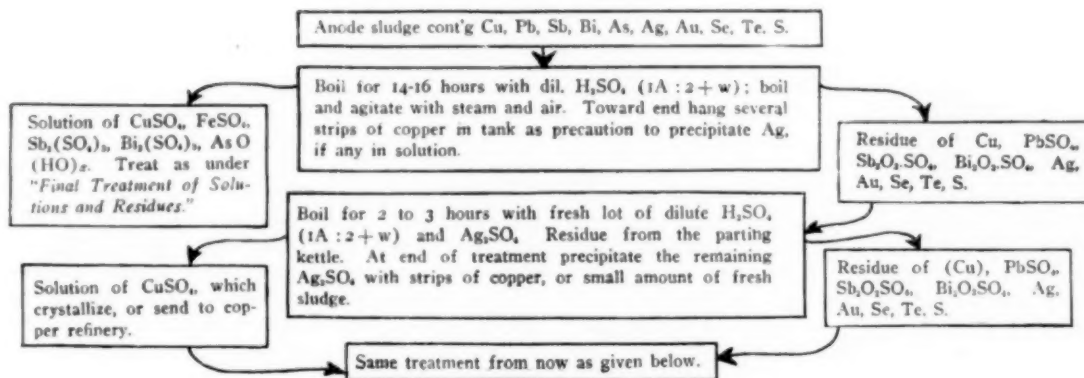 Anode sludge cont'g Cu, Pb, Sb, Bi, As, Ag, Au, Se, Te. S.
Boil for 14-16 hours with dil. H₂SO₄ (1A : 2 + w); boil
and agitate with steam and air. Toward end hang several
strips of copper in tank as precaution to precipitate Ag,
if any in solution.
Solution of CuSO₄, FeSO₄,
Sb₂(SO₄)₃, Bi₂(SO₄)₃, As O
(HO)₃. Treat as under
"Final Treatment of Solu-
tions and Residues."
Residue of Cu, PbSO₄,
Sb₂O₂.SO₄, Bi₂O₂.SO₄, Ag,
Au, Se, Te, S.
Boil for 2 to 3 hours with fresh lot of dilute H₂SO₄
(1A : 2 + w) and Ag₂SO₄ Residue from the parting
kettle. At end of treatment precipitate the remaining
Ag₂SO₄ with strips of copper, or small amount of fresh
sludge.
Solution of CuSO₄, which
crystallize, or send to cop-
per refinery.
Residue of (Cu), PbSO₄,
Sb₂O₂SO₄, Bi₂O₂SO₄, Ag,
Au, Se, Te, S.
Same treatment from now as given below.